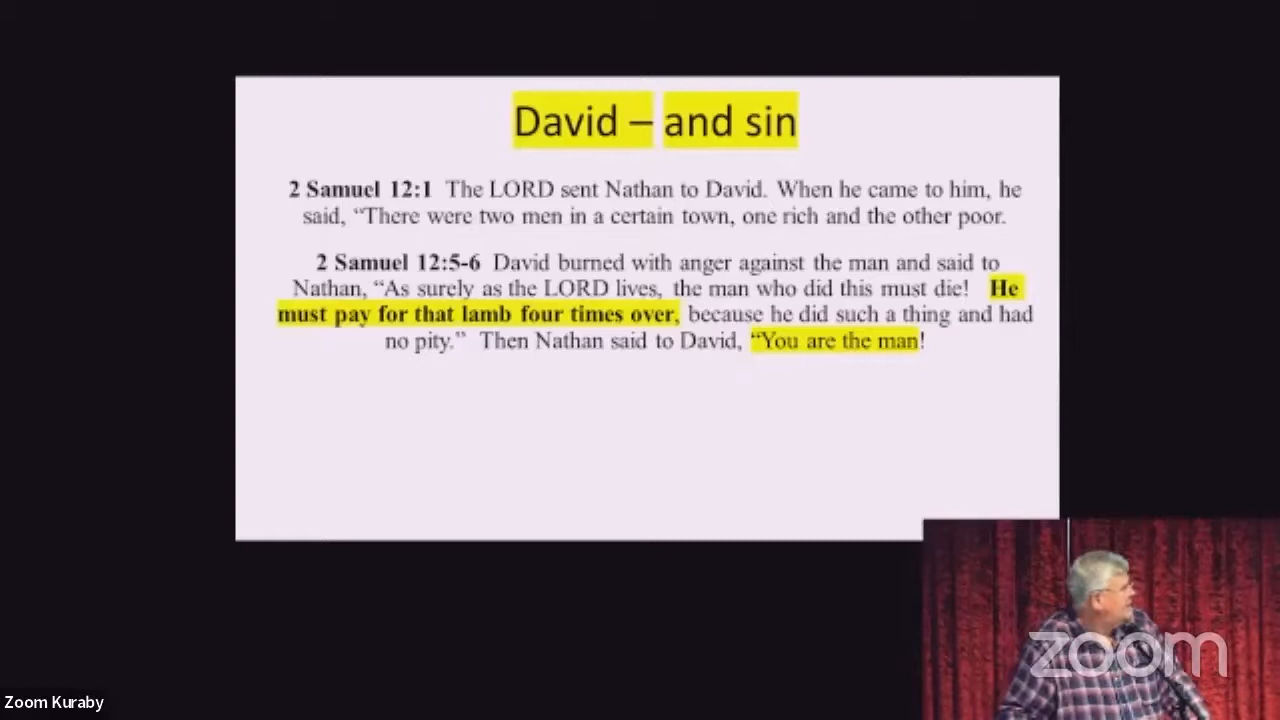 David – and sin
2 Samuel 12:1 The LORD sent Nathan to David. When he came to him, he
said, “There were two men in a certain town, one rich and the other poor.
2 Samuel 12:5-6 David burned with anger against the man and said to
Nathan, “As surely as the LORD lives, the man who did this must die! He
must pay for that lamb four times over, because he did such a thing and had
no pity.” Then Nathan said to David, “You are the man!
zoom
Zoom Kuraby